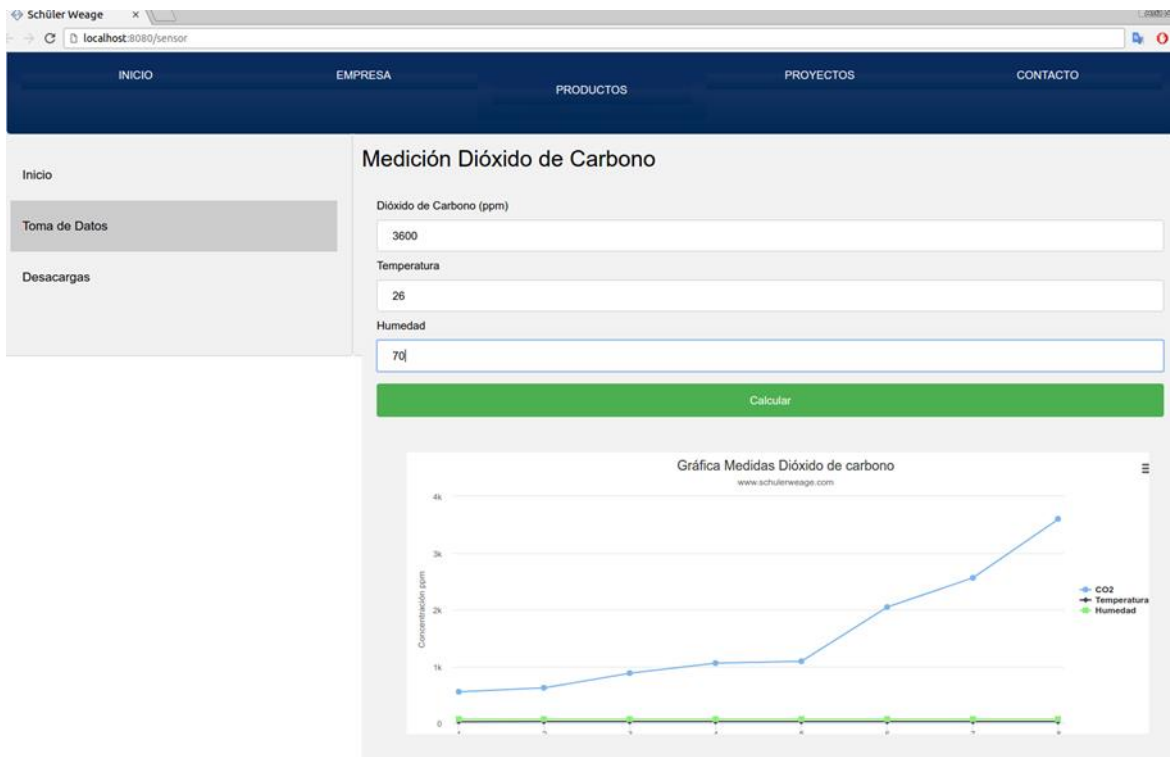 Schüler Weage
localhost:8080/sensor
INICIO
EMPRESA
PRODUCTOS
PROYECTOS
CONTACTO
Inicio
Toma de Datos
Desacargas
Medición Dióxido de Carbono
Dióxido de Carbono (ppm)
3600
Temperatura
26
Humedad
70
Calcular
Gráfica Medidas Dióxido de carbono
www.schulerweage.com
Concentración ppm
4k
3k
2k
1k
0
CO2
Temperatura
Humedad